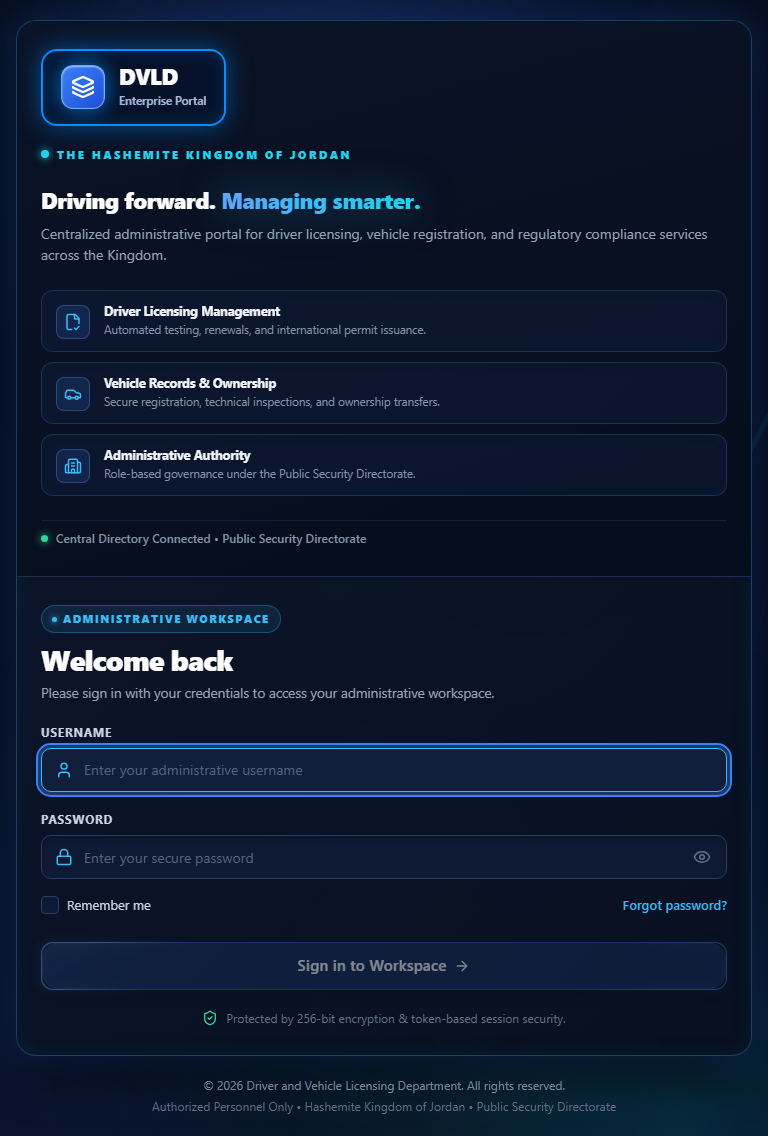 DVLD
Enterprise Portal
THE HASHEMITE KINGDOM OF JORDAN
Driving forward. Managing smarter.
Centralized administrative portal for driver licensing, vehicle registration, and regulatory compliance services
across the Kingdom.
Driver Licensing Management
Automated testing, renewals, and international permit issuance.
Vehicle Records & Ownership
Secure registration, technical inspections, and ownership transfers.
Administrative Authority
Role-based governance under the Public Security Directorate.
Central Directory Connected • Public Security Directorate
ADMINISTRATIVE WORKSPACE
Welcome back
Please sign in with your credentials to access your administrative workspace.
USERNAME
Enter your administrative username
PASSWORD
Enter your secure password
Remember me
Forgot password?
Sign in to Workspace →
Protected by 256-bit encryption & token-based session security.
© 2026 Driver and Vehicle Licensing Department. All rights reserved.
Authorized Personnel Only • Hashemite Kingdom of Jordan • Public Security Directorate